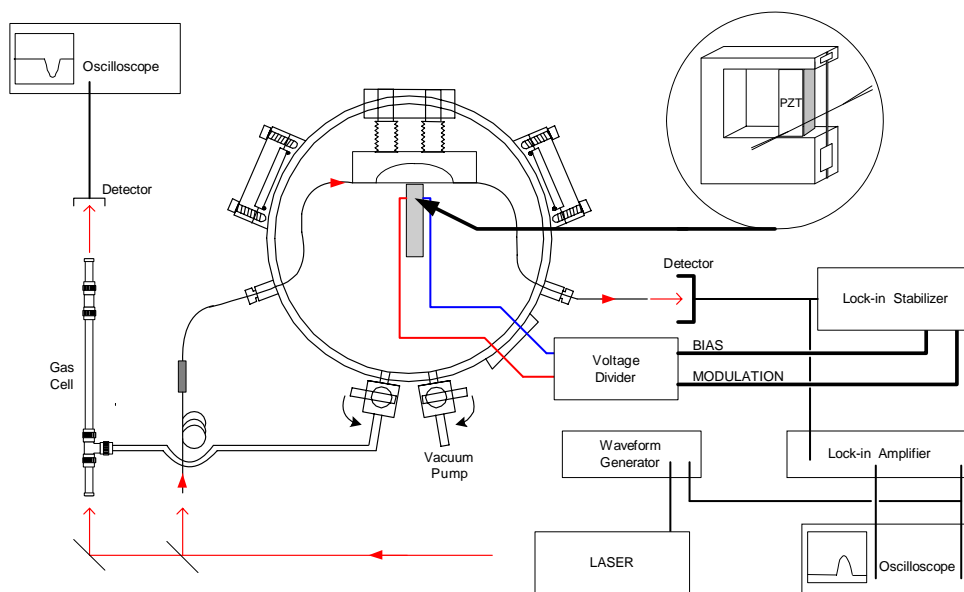 Oscilloscope
PZT
Detector
Detector
Lock-in Stabilizer
Gas
Cell
Voltage
Divider
BIAS
MODULATION
Vacuum
Pump
Waveform
Generator
Lock-in Amplifier
LASER
Oscilloscope